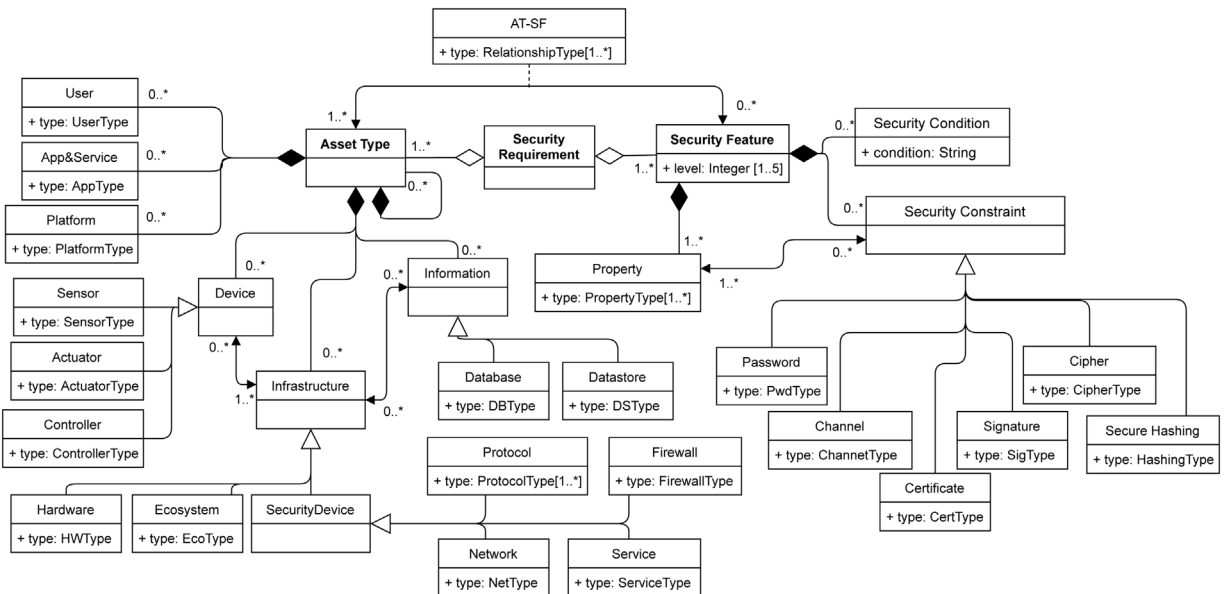 AT-SF
+ type: RelationshipType[1..*]
User
+ type: UserType
0..*
1..*
0..*
App&Service
+ type: AppType
0..*
Asset Type
1..*
0..*
Security
Requirement
Security Feature
+ level: Integer [1..5]
1..*
0..*
Security Condition
+ condition: String
Platform
+ type: PlatformType
0..*
0..*
Security Constraint
0..*
0..*
Device
0..*
0..*
Information
1..*
Property
+ type: PropertyType[1..*]
1..*
0..*
Sensor
+ type: SensorType
Actuator
+ type: ActuatorType
Controller
+ type: ControllerType
0..*
1..*
0..*
Infrastructure
0..*
Database
+ type: DBType
Datastore
+ type: DSType
Password
+ type: PwdType
Cipher
+ type: CipherType
Channel
+ type: ChannetType
Signature
+ type: SigType
Secure Hashing
+ type: HashingType
Certificate
+ type: CertType
Protocol
+ type: ProtocolType[1..*]
Firewall
+ type: FirewallType
Hardware
+ type: HWType
Ecosystem
+ type: EcoType
SecurityDevice
Network
+ type: NetType
Service
+ type: ServiceType